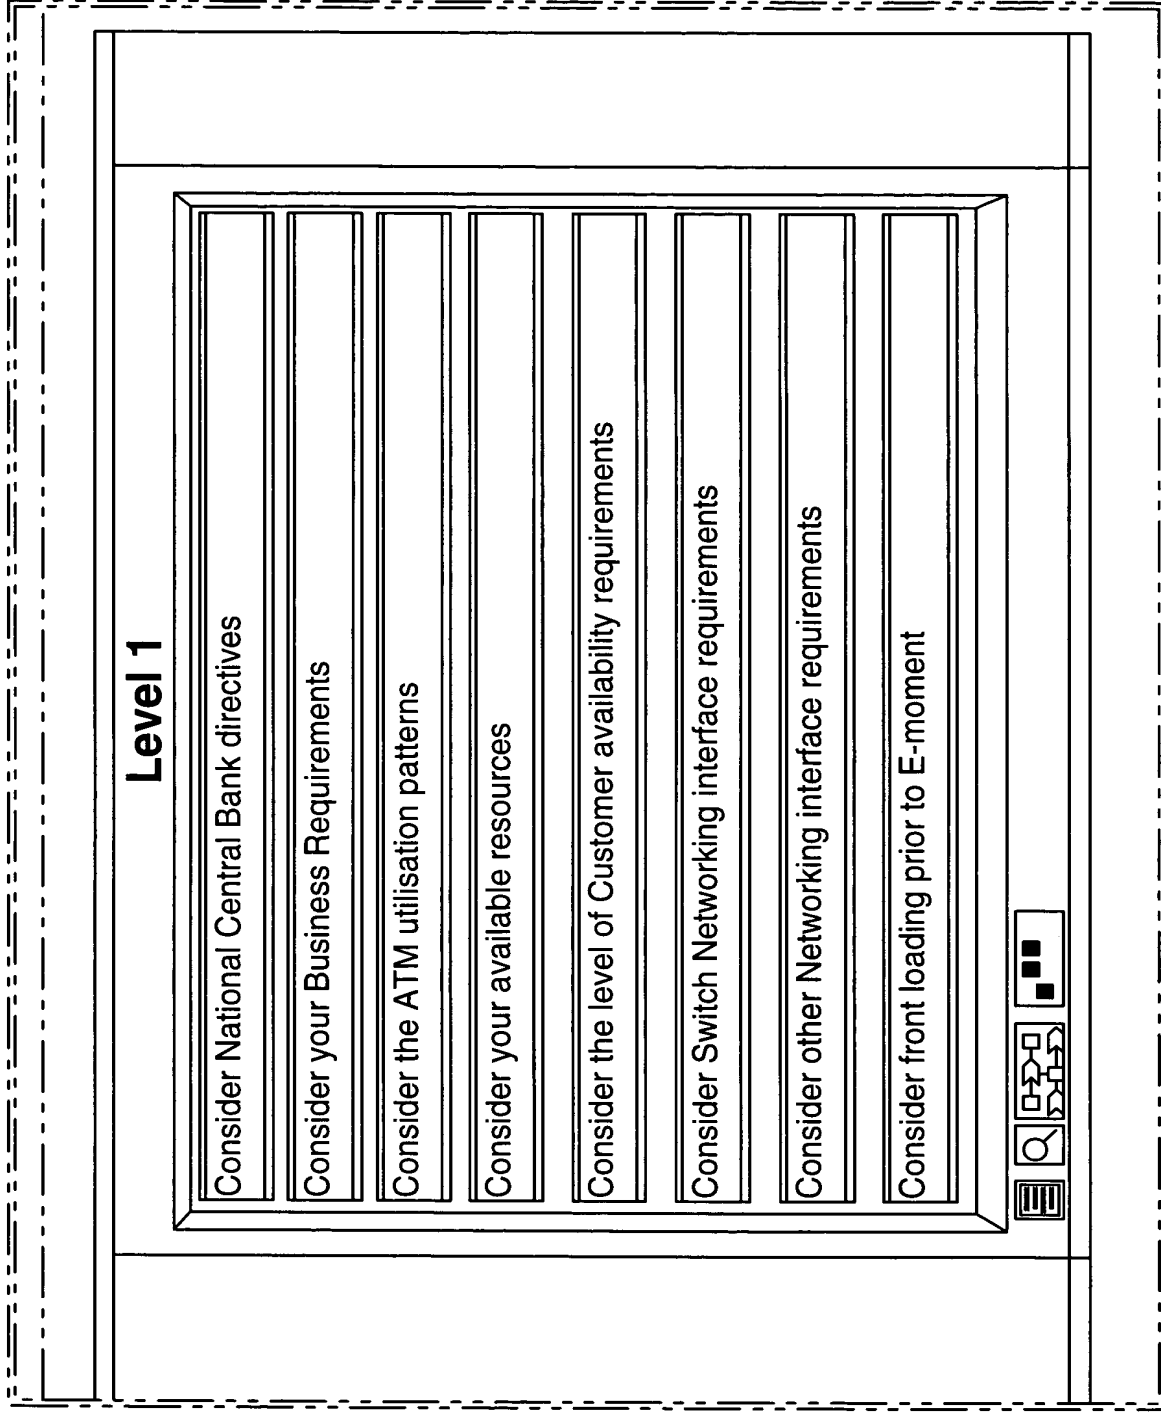 Level 1
Consider National Central Bank directives
Consider your Business Requirements
Consider the ATM utilisation patterns
Consider your available resources
Consider the level of Customer availability requirements
Consider Switch Networking interface requirements
Consider other Networking interface requirements
Consider front loading prior to E-moment